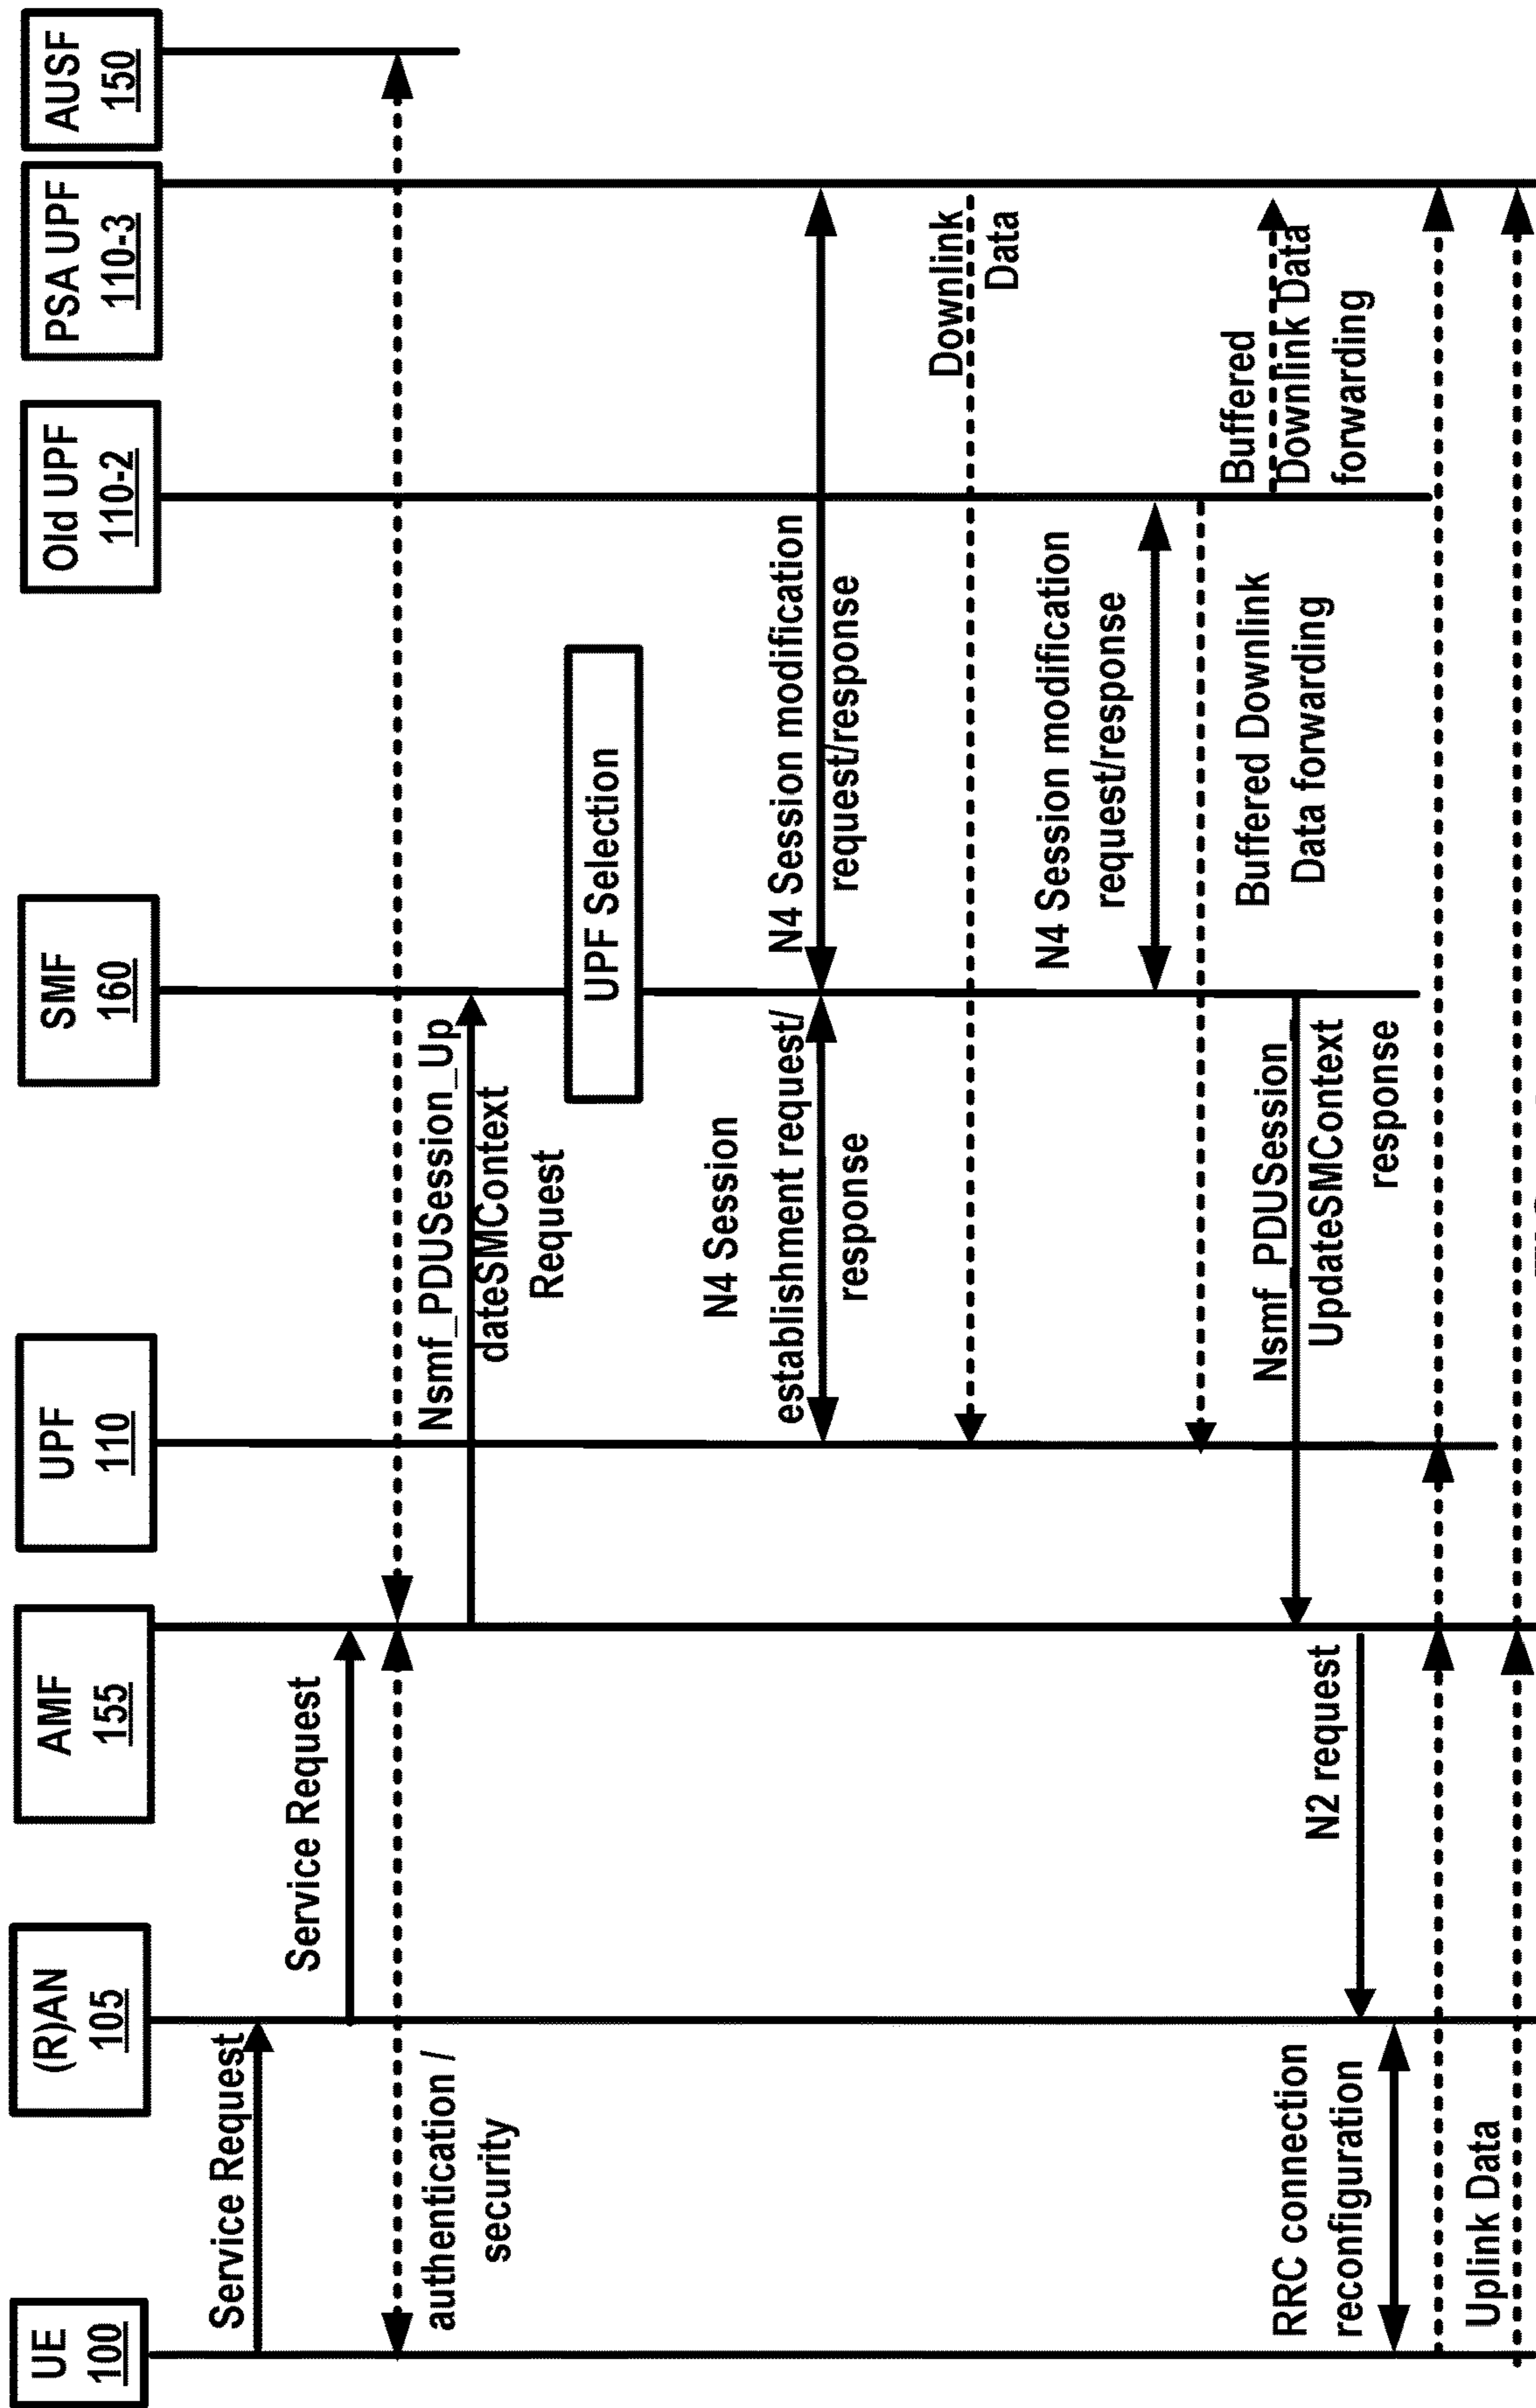 UE
100
(R)AN
105
AMF
155
UPF
110
SMF
160
Old UPF
110-2
PSA UPF
110-3
AUSF
150
Service Request
Service Request
authentication /
security
Nsmf_PDUSession_Up
dateSMContext
Request
UPF Selection
N4 Session
establishment request/
response
N4 Session modification
request/response
Downlink
Data
N4 Session modification
request/response
Buffered Downlink
Data forwarding
Buffered
Downlink Data
forwarding
Nsmf_PDUSession_
UpdateSMContext
response
N2 request
RRC connection
reconfiguration
Uplink Data